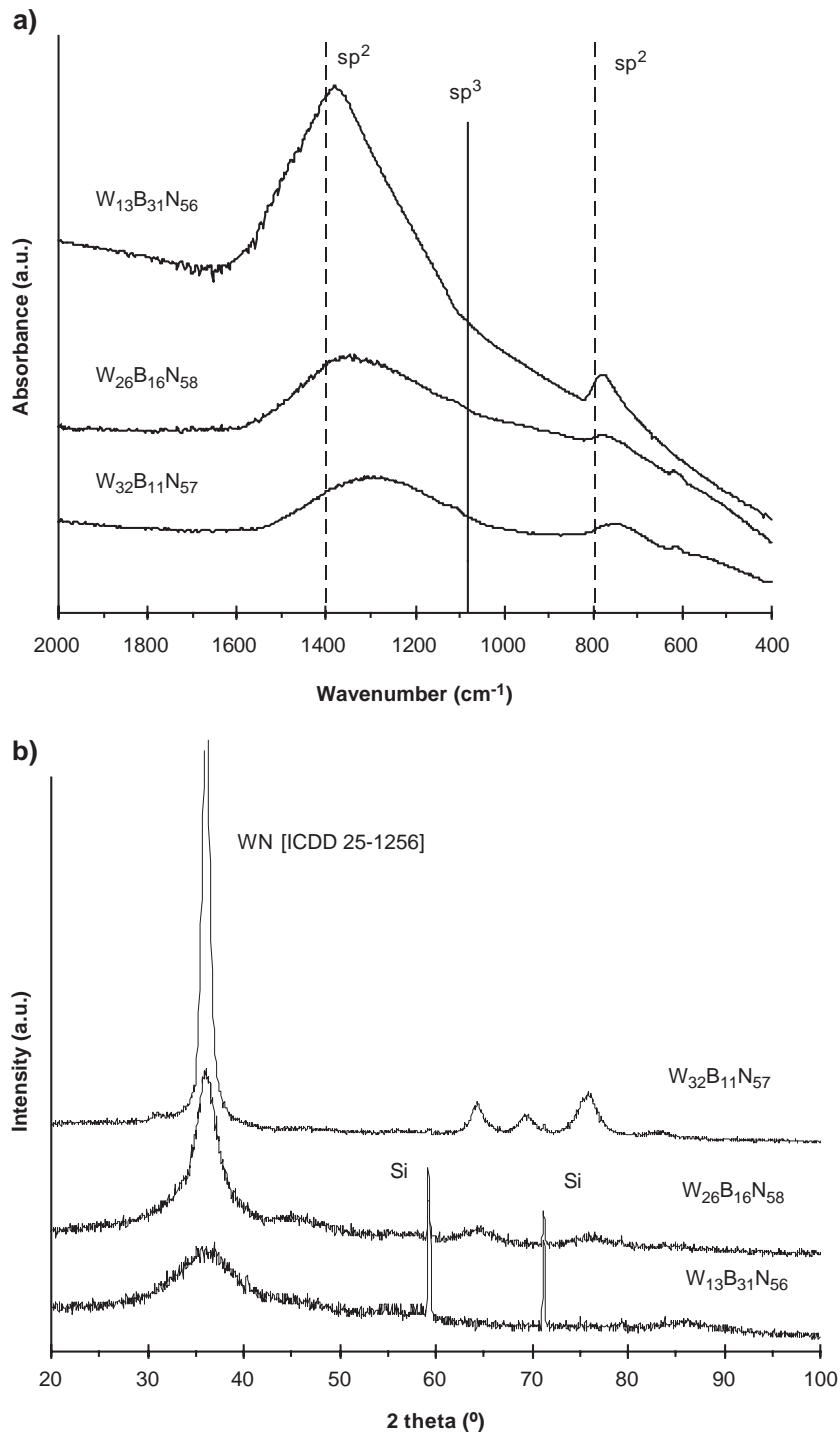 a)
sp² sp³ sp²
W₁₃B₃₁N₅₆
W₂₆B₁₆N₅₈
W₃₂B₁₁N₅₇
Absorbance (a.u.)
2000 1800 1600 1400 1200 1000 800 600 400
Wavenumber (cm⁻¹)
b)
WN [ICDD 25-1256]
W₃₂B₁₁N₅₇
Si Si
W₂₆B₁₆N₅₈
W₁₃B₃₁N₅₆
Intensity (a.u.)
20 30 40 50 60 70 80 90 100
2 theta (º)